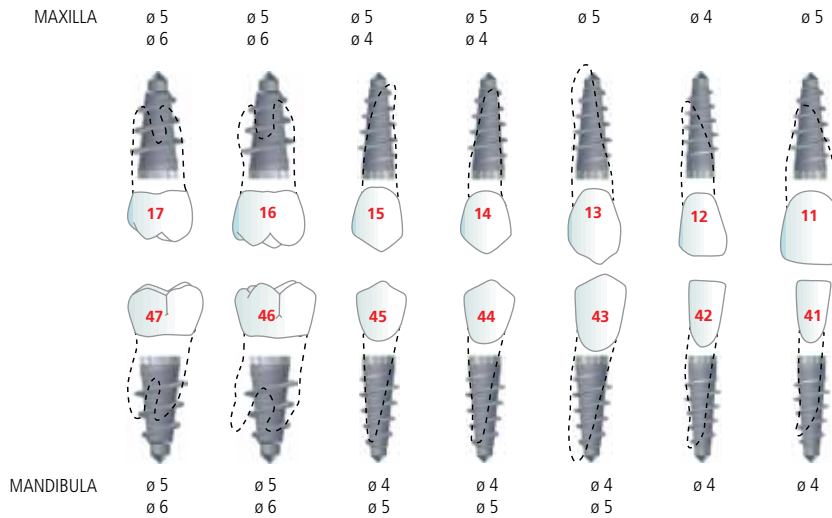 MAXILLA ø 5 ø 5 ø 5 ø 5 ø 5 ø 4 ø 5
ø 6 ø 6 ø 4 ø 4
17 16 15 14 13 12 11
47 46 45 44 43 42 41
MANDIBULA ø 5 ø 5 ø 4 ø 4 ø 4 ø 4 ø 4
ø 6 ø 6 ø 5 ø 5 ø 5